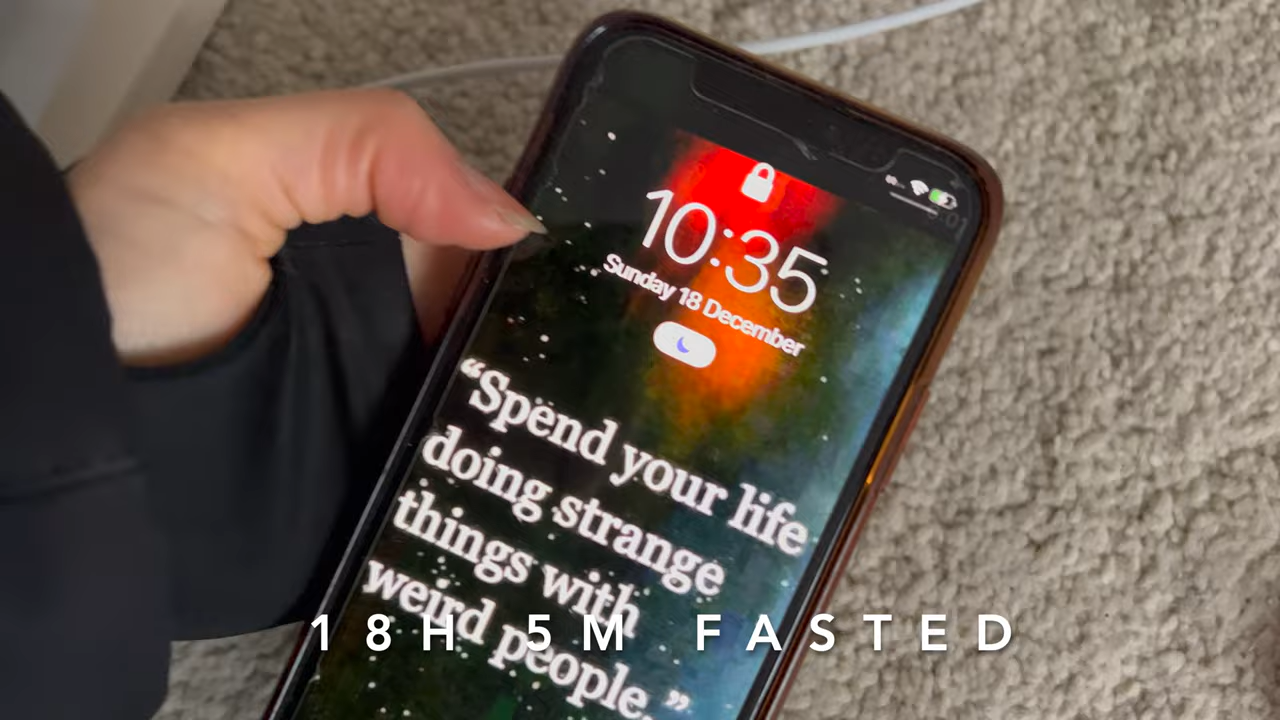 10:35
Sunday 18 December
“Spend your life
doing strange
things with
weird people.”
18H 5M FASTED